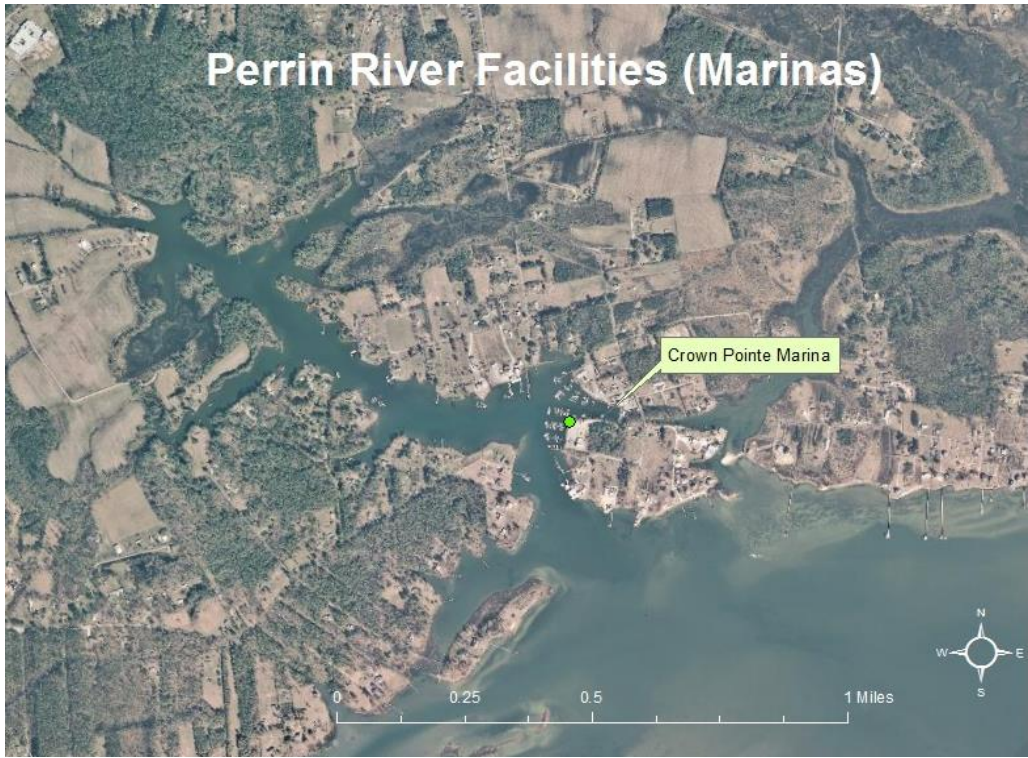 Perrin River Facilities (Marinas)
Crown Pointe Marina
N
W E
S
0 0.25 0.5 1 Miles